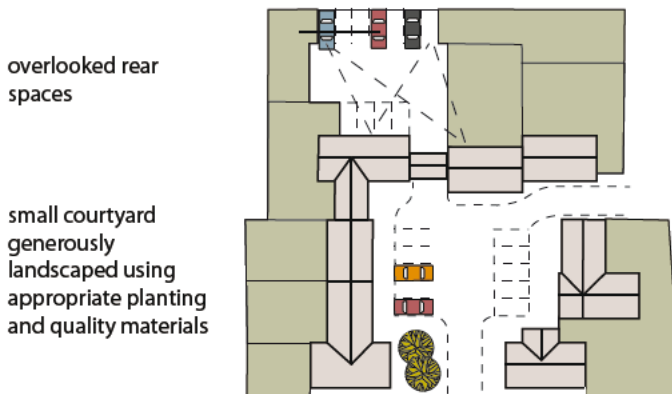 overlooked rear
spaces
small courtyard
generously
landscaped using
appropriate planting
and quality materials